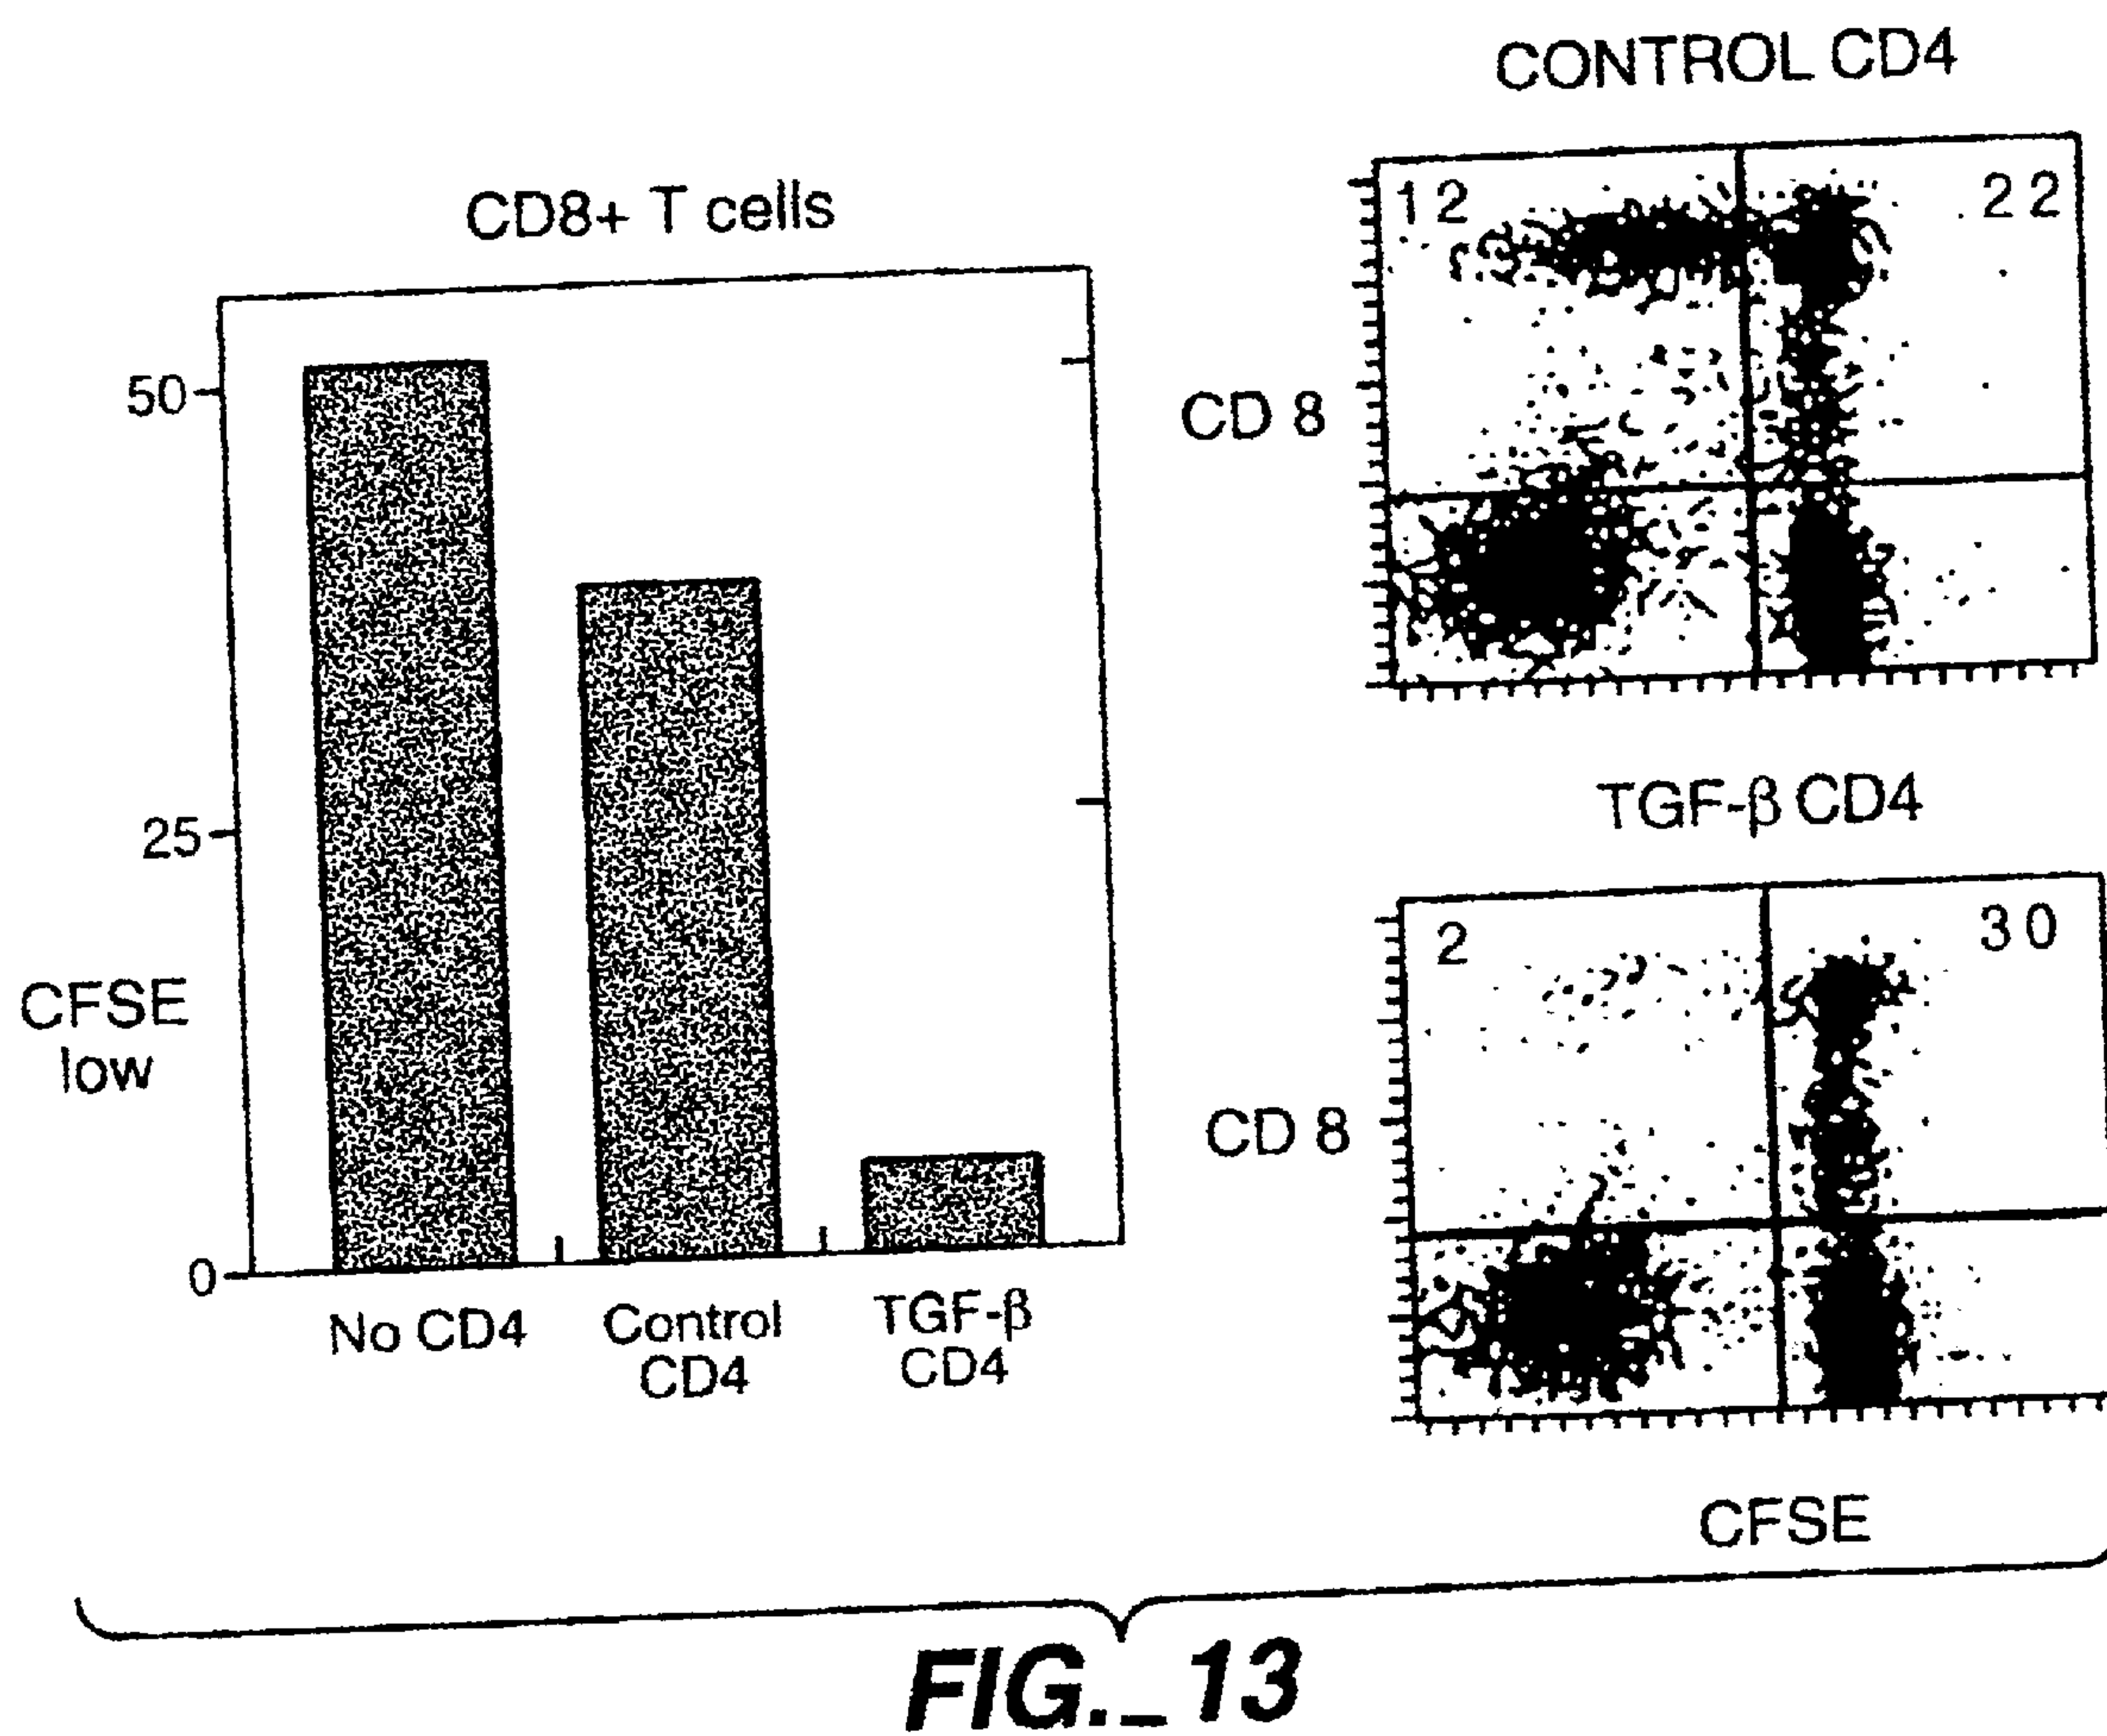 CONTROL CD4
CD8+ T cells
12
22
50
CD 8
25
TGF-β CD4
2
30
CFSE
low
CD 8
0
No CD4
Control
CD4
TGF-β
CD4
CFSE
FIG._13